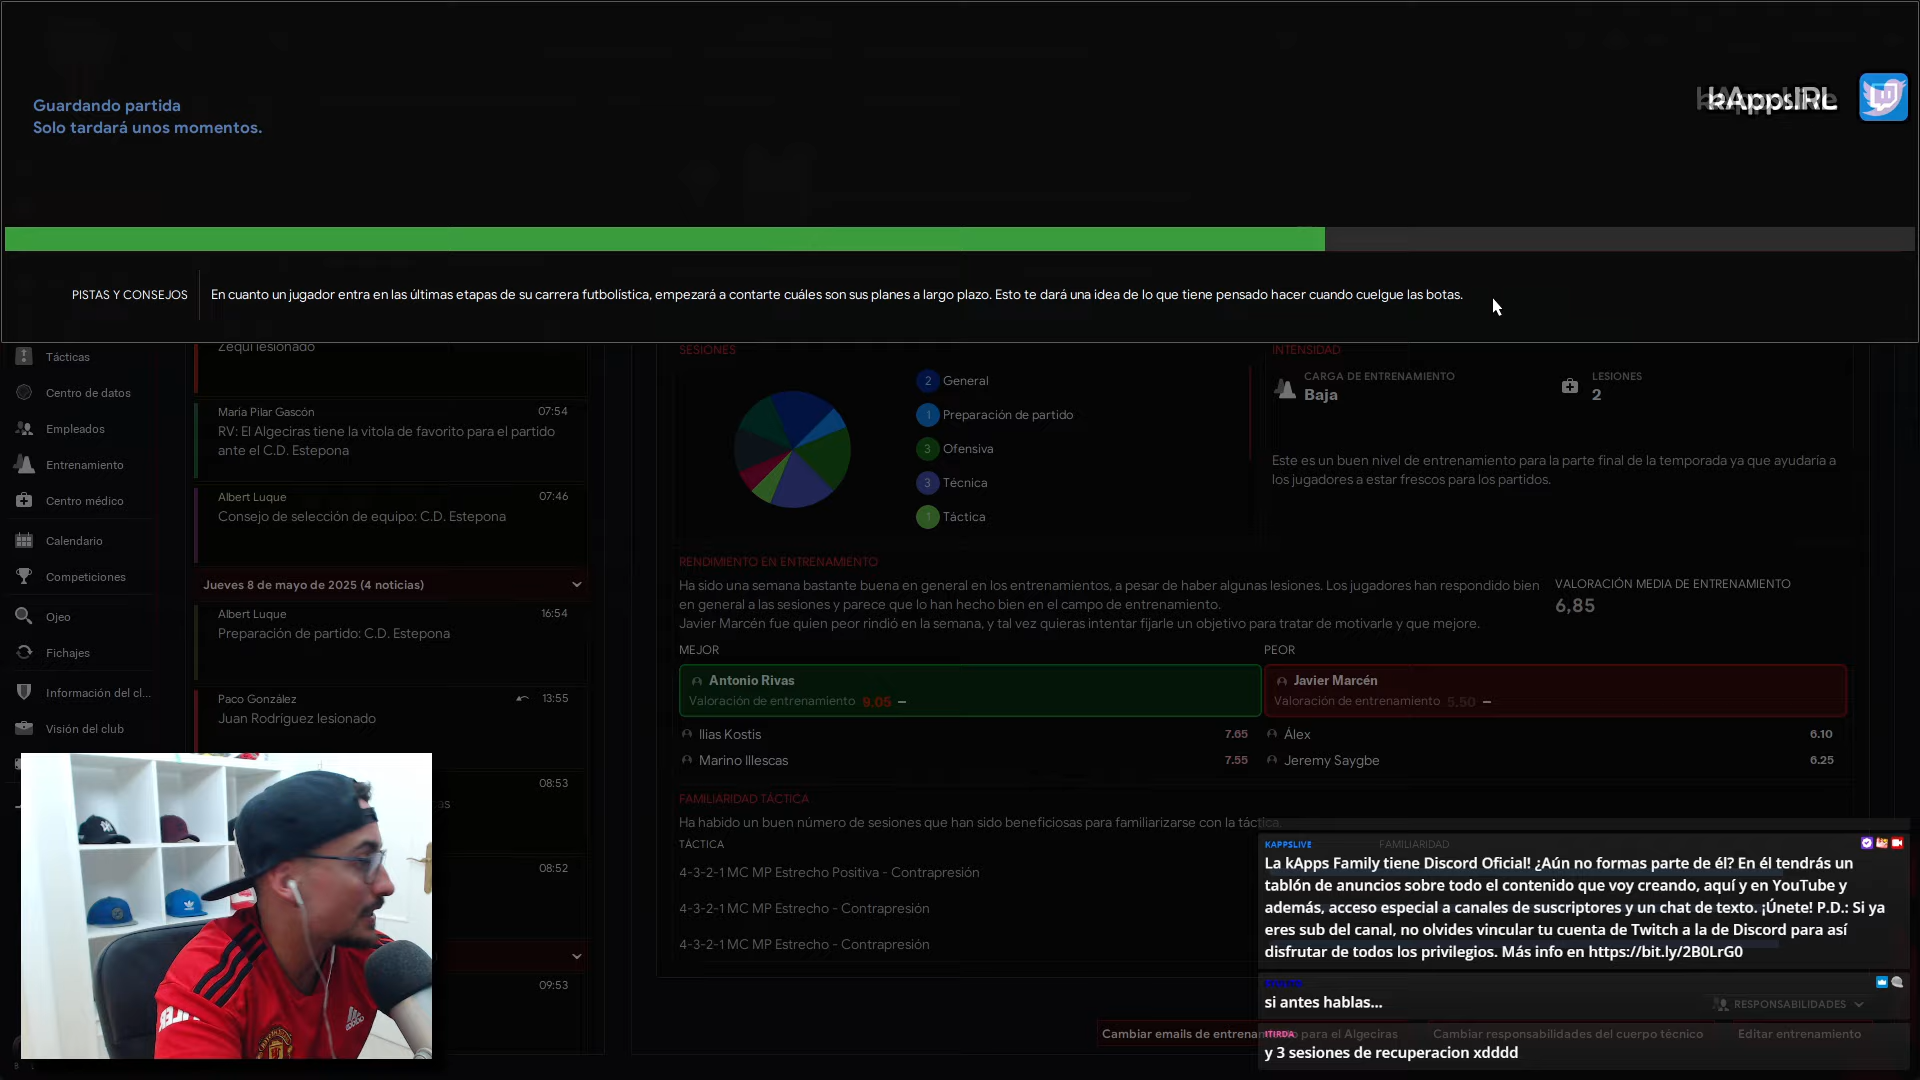 Guardando partida
Solo tardará unos momentos.
kAppsIRL
PISTAS Y CONSEJOS
En cuanto un jugador entra en las últimas etapas de su carrera futbolística, empezará a contarte cuáles son sus planes a largo plazo. Esto te dará una idea de lo que tiene pensado hacer cuando cuelgue las botas.
Tácticas
Centro de datos
Empleados
Entrenamiento
Centro médico
Calendario
Competiciones
Ojeo
Fichajes
Información del cl...
Visión del club
Zequi lesionado
María Pilar Gascón 07:54
RV: El Algeciras tiene la vitola de favorito para el partido
ante el C.D. Estepona
Albert Luque 07:46
Consejo de selección de equipo: C.D. Estepona
Jueves 8 de mayo de 2025 (4 noticias)
Albert Luque 16:54
Preparación de partido: C.D. Estepona
Paco González 13:55
Juan Rodríguez lesionado
08:53
as
08:52
09:53
SESIONES
2 General
1 Preparación de partido
3 Ofensiva
3 Técnica
1 Táctica
INTENSIDAD
CARGA DE ENTRENAMIENTO
Baja
LESIONES
2
Este es un buen nivel de entrenamiento para la parte final de la temporada ya que ayudaría a
los jugadores a estar frescos para los partidos.
RENDIMIENTO EN ENTRENAMIENTO
Ha sido una semana bastante buena en general en los entrenamientos, a pesar de haber algunas lesiones. Los jugadores han respondido bien
en general a las sesiones y parece que lo han hecho bien en el campo de entrenamiento.
Javier Marcén fue quien peor rindió en la semana, y tal vez quieras intentar fijarle un objetivo para tratar de motivarle y que mejore.
VALORACIÓN MEDIA DE ENTRENAMIENTO
6,85
MEJOR
Antonio Rivas
Valoración de entrenamiento 9.05 –
Ilias Kostis 7.65
Marino Illescas 7.55
PEOR
Javier Marcén
Valoración de entrenamiento 5.50 –
Álex 6.10
Jeremy Saygbe 6.25
FAMILIARIDAD TÁCTICA
Ha habido un buen número de sesiones que han sido beneficiosas para familiarizarse con la táctica.
TÁCTICA FAMILIARIDAD
4-3-2-1 MC MP Estrecho Positiva - Contrapresión
4-3-2-1 MC MP Estrecho - Contrapresión
4-3-2-1 MC MP Estrecho - Contrapresión
KAPPSLIVE
La kApps Family tiene Discord Oficial! ¿Aún no formas parte de él? En él tendrás un
tablón de anuncios sobre todo el contenido que voy creando, aquí y en YouTube y
además, acceso especial a canales de suscriptores y un chat de texto. ¡Únete! P.D.: Si ya
eres sub del canal, no olvides vincular tu cuenta de Twitch a la de Discord para así
disfrutar de todos los privilegios. Más info en https://bit.ly/2B0LrG0
si antes hablas...
RESPONSABILIDADES
ITIRDA
y 3 sesiones de recuperacion xdddd
Cambiar emails de entrenamiento para el Algeciras
Cambiar responsabilidades del cuerpo técnico
Editar entrenamiento